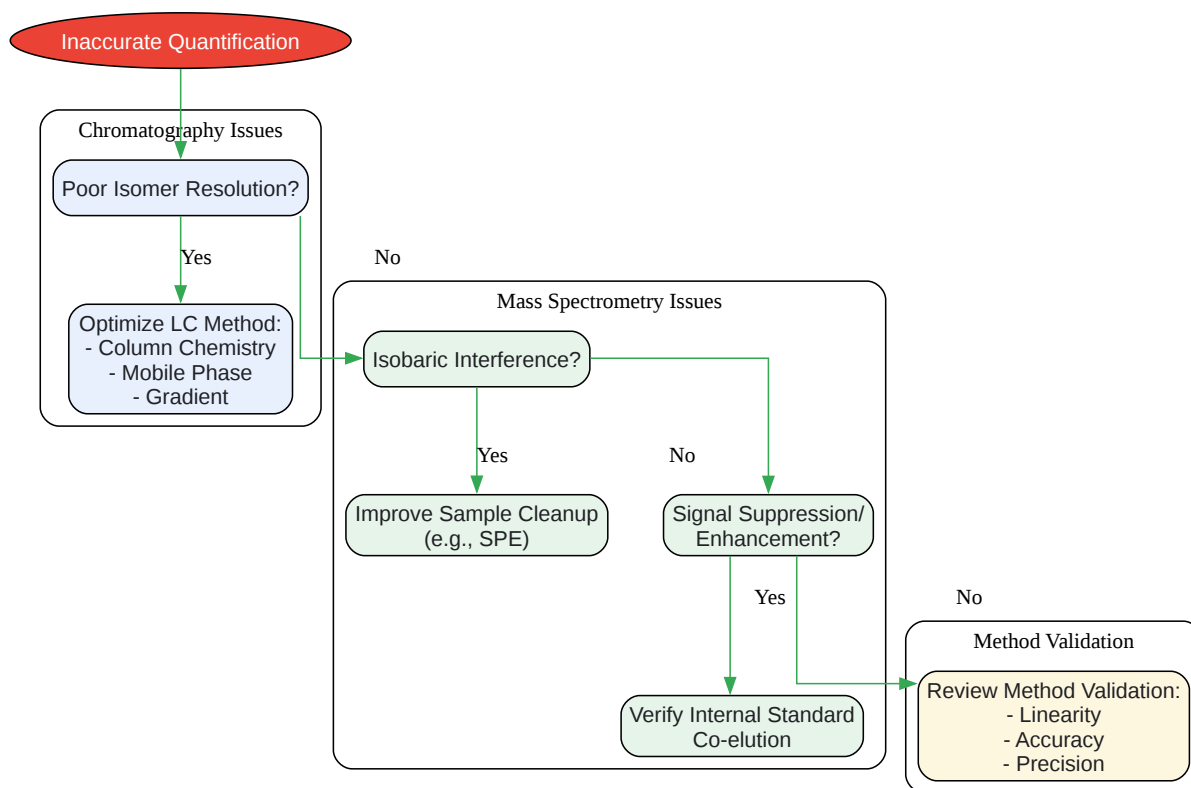 Inaccurate Quantification
Chromatography Issues
Poor Isomer Resolution?
Yes
No
Optimize LC Method:
- Column Chemistry
- Mobile Phase
- Gradient
Mass Spectrometry Issues
Isobaric Interference?
Yes
No
Improve Sample Cleanup
(e.g., SPE)
Signal Suppression/
Enhancement?
Yes
No
Verify Internal Standard
Co-elution
Method Validation
Review Method Validation:
- Linearity
- Accuracy
- Precision